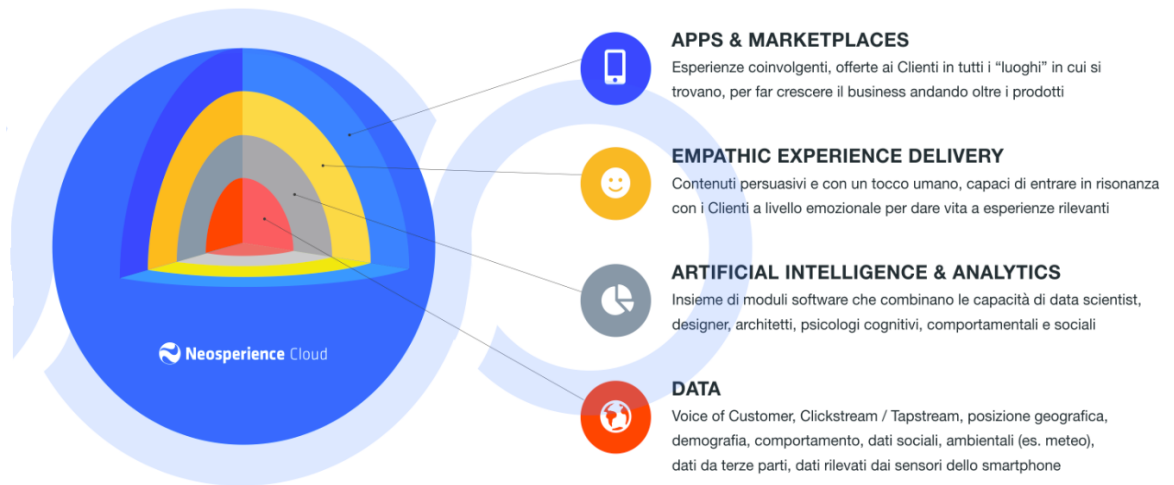 APPS & MARKETPLACES
Esperienze coinvolgenti, offerte ai Clienti in tutti i “luoghi” in cui si
trovano, per far crescere il business andando oltre i prodotti
EMPATHIC EXPERIENCE DELIVERY
Contenuti persuasivi e con un tocco umano, capaci di entrare in risonanza
con i Clienti a livello emozionale per dare vita a esperienze rilevanti
ARTIFICIAL INTELLIGENCE & ANALYTICS
Insieme di moduli software che combinano le capacità di data scientist,
designer, architetti, psicologi cognitivi, comportamentali e sociali
Neosperience Cloud
DATA
Voice of Customer, Clickstream / Tapstream, posizione geografica,
demografia, comportamento, dati sociali, ambientali (es. meteo),
dati da terze parti, dati rilevati dai sensori dello smartphone